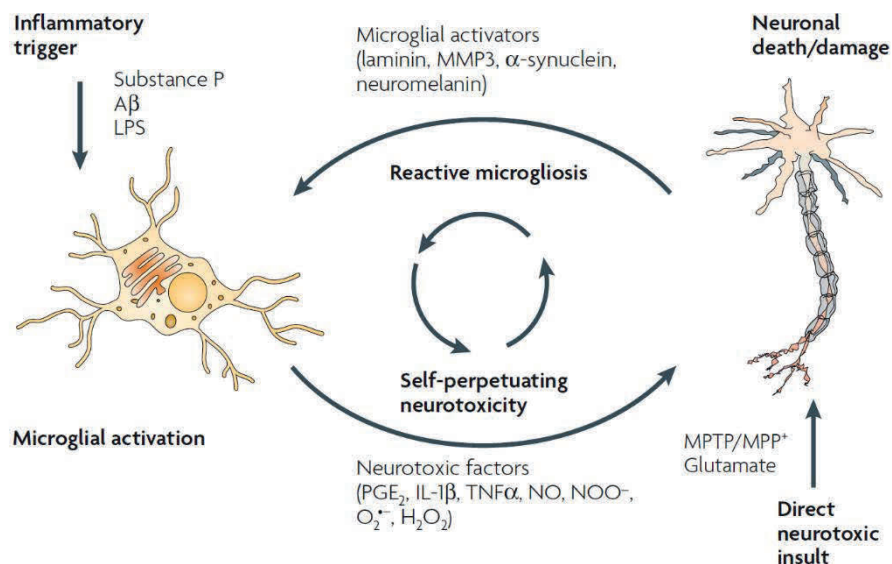 Inflammatory
trigger
Substance P
Aβ
LPS
Microglial activators
(laminin, MMP3, α-synuclein,
neuromelanin)
Neuronal
death/damage
Reactive microgliosis
Self-perpetuating
neurotoxicity
Microglial activation
Neurotoxic factors
(PGE₂, IL-1β, TNFα, NO, NOO⁻,
O₂•⁻, H₂O₂)
MPTP/MPP⁺
Glutamate
Direct
neurotoxic
insult